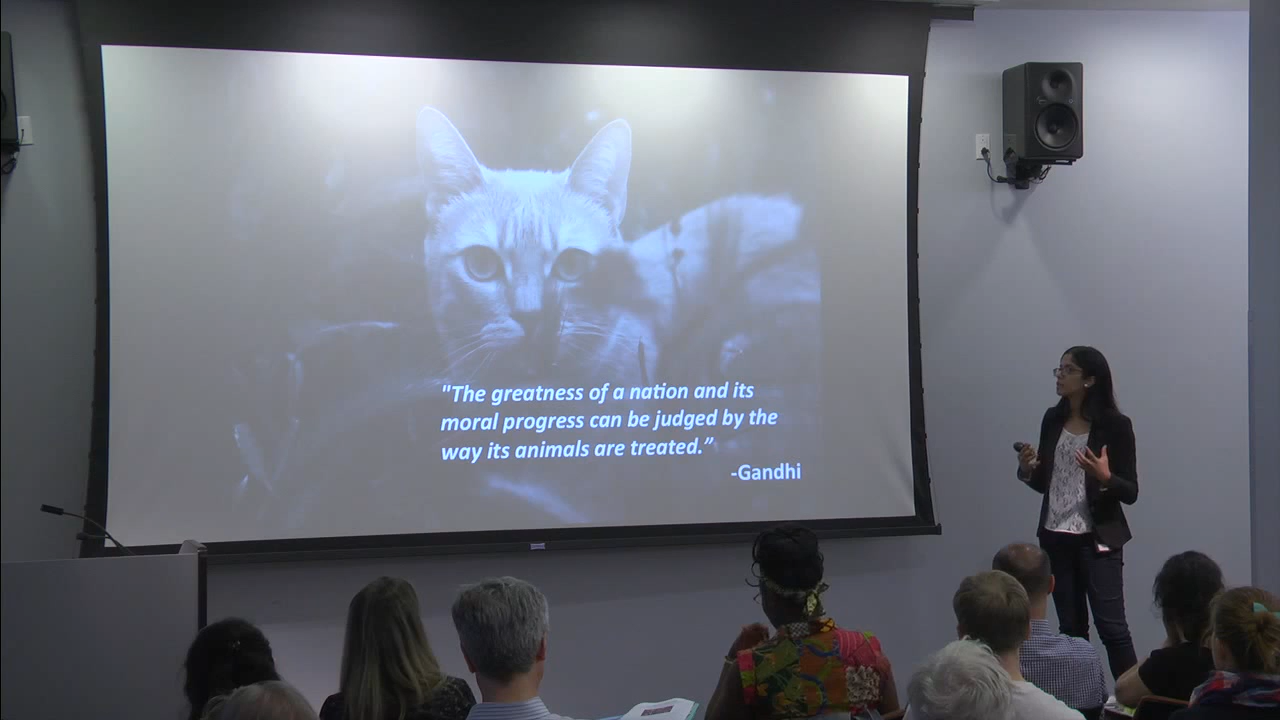 "The greatness of a nation and its
moral progress can be judged by the
way its animals are treated.”
-Gandhi